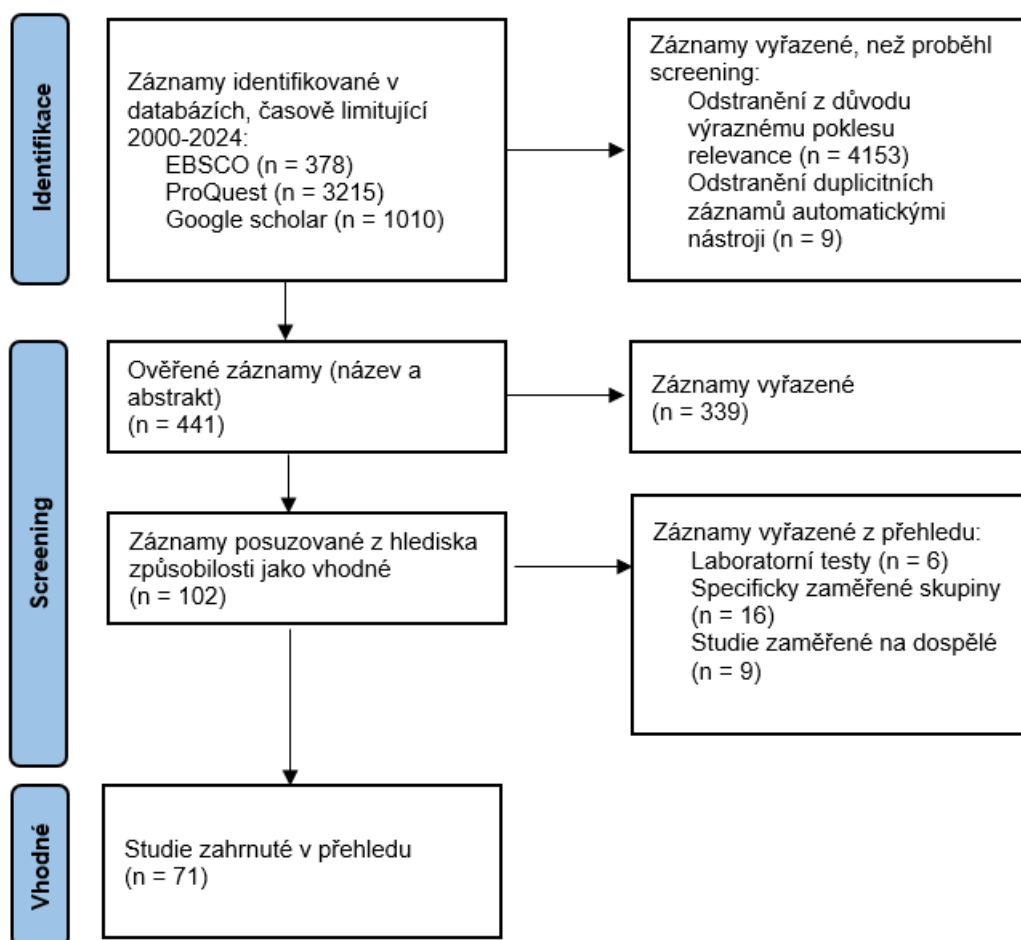 Identifikace
Záznamy identifikované v
databázích, časově limitující
2000-2024:
EBSCO (n = 378)
ProQuest (n = 3215)
Google scholar (n = 1010)
Záznamy vyřazené, než proběhl
screening:
Odstranění z důvodu
výraznému poklesu
relevance (n = 4153)
Odstranění duplicitních
záznamů automatickými
nástroji (n = 9)
Screening
Ověřené záznamy (název a
abstrakt)
(n = 441)
Záznamy vyřazené
(n = 339)
Záznamy posuzované z hlediska
způsobilosti jako vhodné
(n = 102)
Záznamy vyřazené z přehledu:
Laboratorní testy (n = 6)
Specificky zaměřené skupiny
(n = 16)
Studie zaměřené na dospělé
(n = 9)
Vhodné
Studie zahrnuté v přehledu
(n = 71)